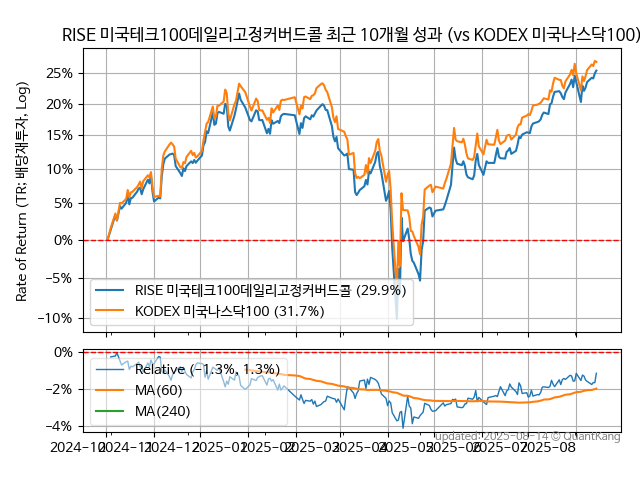 RISE 미국테크100데일리고정커버드콜 최근 10개월 성과 (vs KODEX 미국나스닥100)
Rate of Return (TR: 배당재투자, Log)
25%
20%
15%
10%
5%
0%
−5%
−10%
RISE 미국테크100데일리고정커버드콜 (29.9%)
KODEX 미국나스닥100 (31.7%)
0%
−2%
−4%
Relative (−1.3%, 1.3%)
MA(60)
MA(240)
updated: 2025-08-14 © QuantKang
2024-10 2024-11 2024-12 2025-01 2025-02 2025-03 2025-04 2025-05 2025-06 2025-07 2025-08